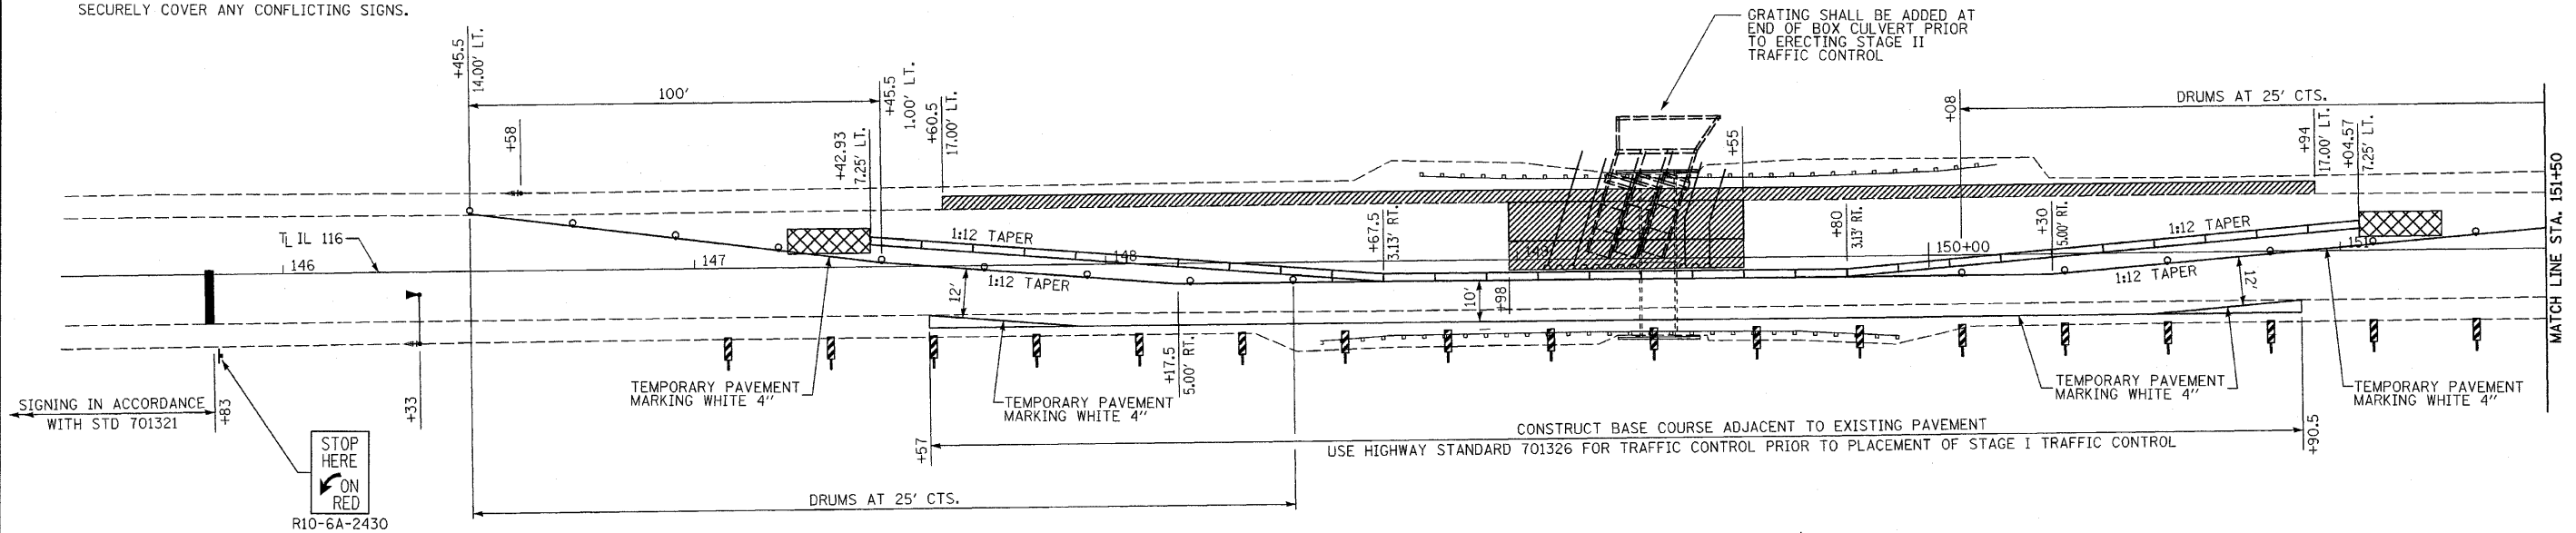 SECURELY COVER ANY CONFLICTING SIGNS.
GRATING SHALL BE ADDED AT
END OF BOX CULVERT PRIOR
TO ERECTING STAGE II
TRAFFIC CONTROL
+45.5
14.00' LT.
100'
+45.5
1.00' LT.
+60.5
17.00' LT.
+58
+42.93
7.25' LT.
+55
+08
DRUMS AT 25' CTS.
+94
17.00' LT.
+04.57
7.25' LT.
MATCH LINE STA. 151+50
IL 116
146
147
148
149
150+00
151
1:12 TAPER
1:12 TAPER
+67.5
3.13' RT.
+80
3.13' RT.
+30
5.00' RT.
1:12 TAPER
1:12 TAPER
12'
10'
12'
+98
+17.5
5.00' RT.
TEMPORARY PAVEMENT
MARKING WHITE 4"
TEMPORARY PAVEMENT
MARKING WHITE 4"
TEMPORARY PAVEMENT
MARKING WHITE 4"
TEMPORARY PAVEMENT
MARKING WHITE 4"
SIGNING IN ACCORDANCE
WITH STD 701321
+83
+33
+57
CONSTRUCT BASE COURSE ADJACENT TO EXISTING PAVEMENT
USE HIGHWAY STANDARD 701326 FOR TRAFFIC CONTROL PRIOR TO PLACEMENT OF STAGE I TRAFFIC CONTROL
+90.5
STOP
HERE
ON
RED
R10-6A-2430
DRUMS AT 25' CTS.